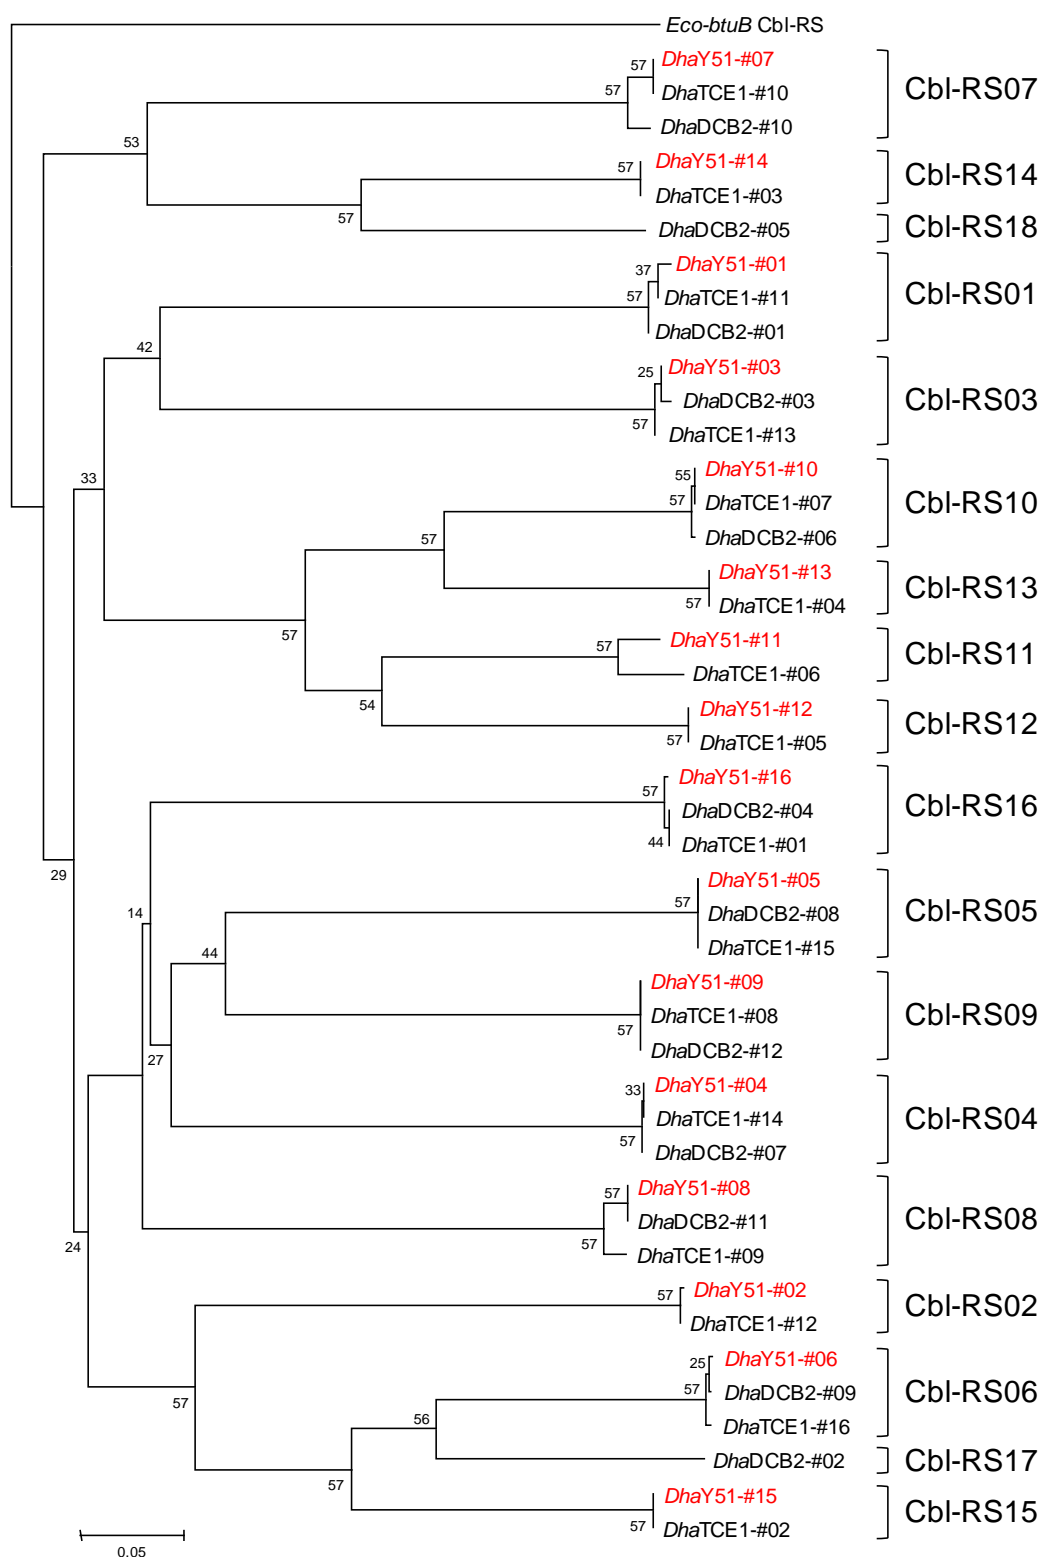 Eco-btuB Cbl-RS
57
DhaY51-#07
57
DhaTCE1-#10
DhaDCB2-#10
Cbl-RS07
53
57
DhaY51-#14
DhaTCE1-#03
Cbl-RS14
57
DhaDCB2-#05
Cbl-RS18
37
DhaY51-#01
57
DhaTCE1-#11
DhaDCB2-#01
Cbl-RS01
42
25
DhaY51-#03
DhaDCB2-#03
57
DhaTCE1-#13
Cbl-RS03
33
55
DhaY51-#10
57
DhaTCE1-#07
DhaDCB2-#06
Cbl-RS10
57
DhaY51-#13
57
DhaTCE1-#04
Cbl-RS13
57
57
DhaY51-#11
DhaTCE1-#06
Cbl-RS11
54
DhaY51-#12
57
DhaTCE1-#05
Cbl-RS12
57
DhaY51-#16
DhaDCB2-#04
44
DhaTCE1-#01
Cbl-RS16
29
57
DhaY51-#05
DhaDCB2-#08
DhaTCE1-#15
Cbl-RS05
14
44
DhaY51-#09
DhaTCE1-#08
57
DhaDCB2-#12
Cbl-RS09
27
33
DhaY51-#04
DhaTCE1-#14
57
DhaDCB2-#07
Cbl-RS04
57
DhaY51-#08
DhaDCB2-#11
57
DhaTCE1-#09
Cbl-RS08
24
57
DhaY51-#02
DhaTCE1-#12
Cbl-RS02
25
DhaY51-#06
57
DhaDCB2-#09
DhaTCE1-#16
Cbl-RS06
57
56
DhaDCB2-#02
Cbl-RS17
57
DhaY51-#15
57
DhaTCE1-#02
Cbl-RS15
0.05